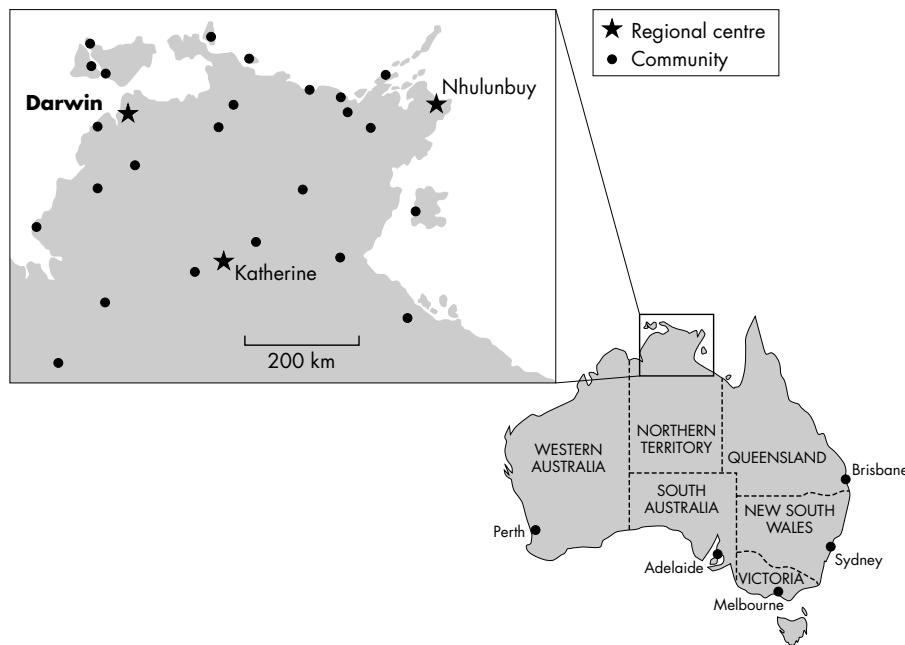 Regional centre
Community
Darwin
Nhulunbuy
Katherine
200 km
WESTERN
AUSTRALIA
NORTHERN
TERRITORY
QUEENSLAND
SOUTH
AUSTRALIA
NEW SOUTH
WALES
VICTORIA
Brisbane
Perth
Sydney
Adelaide
Melbourne